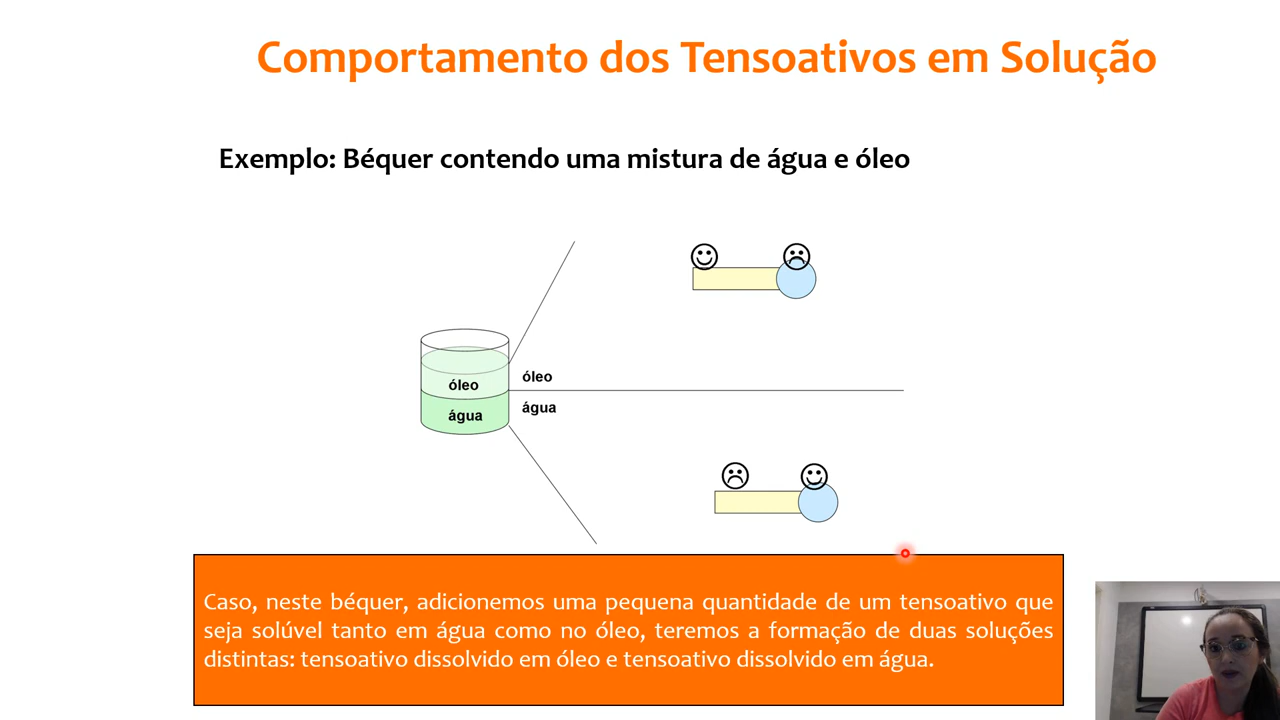 Comportamento dos Tensoativos em Solução
Exemplo: Béquer contendo uma mistura de água e óleo
óleo
óleo
água
água
Caso, neste béquer, adicionemos uma pequena quantidade de um tensoativo que
seja solúvel tanto em água como no óleo, teremos a formação de duas soluções
distintas: tensoativo dissolvido em óleo e tensoativo dissolvido em água.